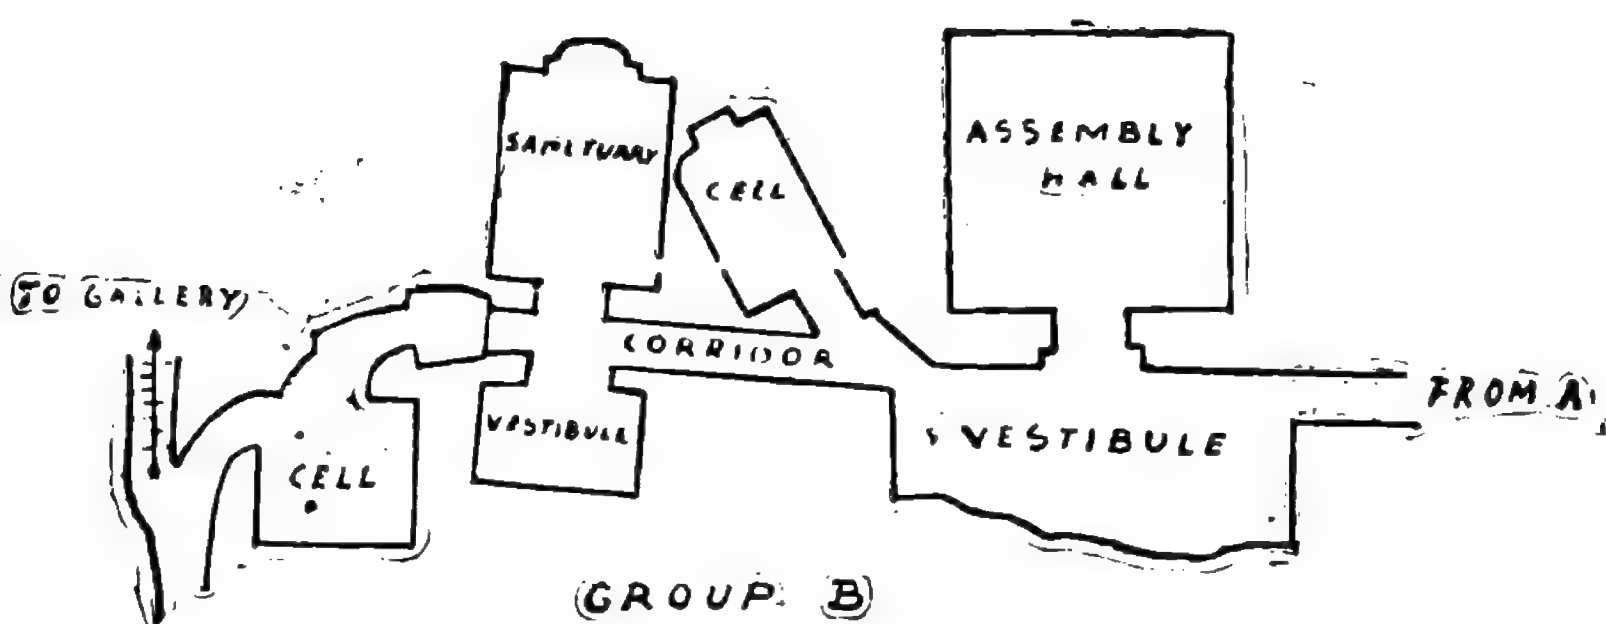 ASSEMBLY
HALL
SANCTUARY
CELL
TO GALLERY
CORRIDOR
FROM A
VESTIBULE
VESTIBULE
CELL
GROUP B